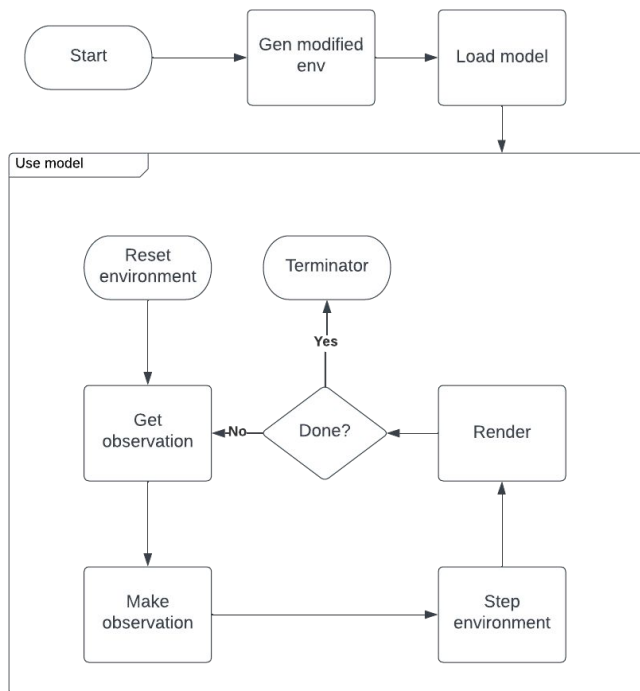 Start
Gen modified
env
Load model
Use model
Reset
environment
Terminator
Yes
Get
observation
No
Done?
Render
Make
observation
Step
environment